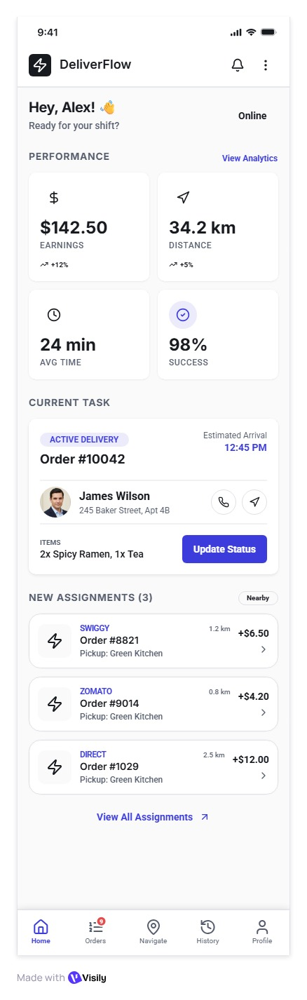 9:41
DeliverFlow
Hey, Alex! 👋
Ready for your shift?
Online
PERFORMANCE
View Analytics
$142.50
EARNINGS
+12%
34.2 km
DISTANCE
+5%
24 min
AVG TIME
98%
SUCCESS
CURRENT TASK
ACTIVE DELIVERY
Order #10042
Estimated Arrival
12:45 PM
James Wilson
245 Baker Street, Apt 4B
ITEMS
2x Spicy Ramen, 1x Tea
Update Status
NEW ASSIGNMENTS (3)
Nearby
SWIGGY
Order #8821
Pickup: Green Kitchen
1.2 km
+$6.50
ZOMATO
Order #9014
Pickup: Green Kitchen
0.8 km
+$4.20
DIRECT
Order #1029
Pickup: Green Kitchen
2.5 km
+$12.00
View All Assignments
Home
9
Orders
Navigate
History
Profile
Made with Visily